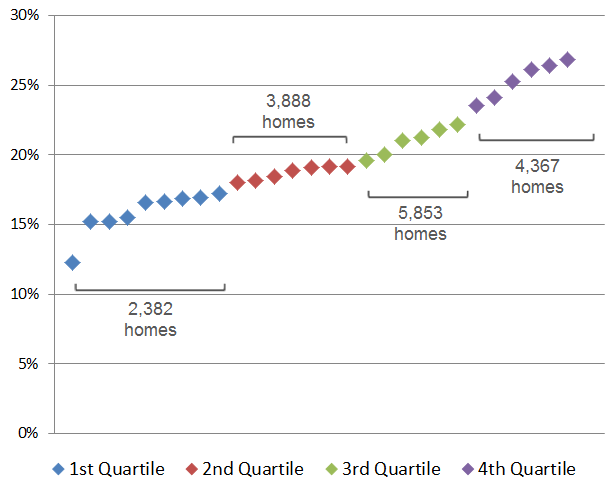 30%
25%
20%
15%
10%
5%
0%
3,888
homes
4,367
homes
5,853
homes
2,382
homes
1st Quartile 2nd Quartile 3rd Quartile 4th Quartile